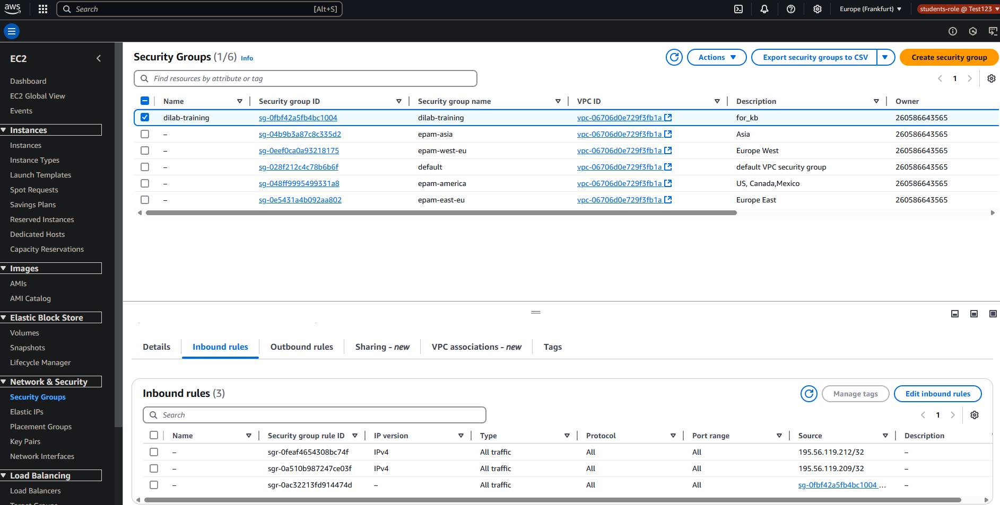 aws Search [Alt+S] Europe (Frankfurt) students-role @ Test123
EC2
Dashboard
EC2 Global View
Events
Instances
Instances
Instance Types
Launch Templates
Spot Requests
Savings Plans
Reserved Instances
Dedicated Hosts
Capacity Reservations
Images
AMIs
AMI Catalog
Elastic Block Store
Volumes
Snapshots
Lifecycle Manager
Network & Security
Security Groups
Elastic IPs
Placement Groups
Key Pairs
Network Interfaces
Load Balancing
Load Balancers
Target Groups
Security Groups (1/6) Info Actions Export security groups to CSV Create security group
Find resources by attribute or tag 1
Name Security group ID Security group name VPC ID Description Owner
dilab-training sg-0fbf42a5fb4bc1004 dilab-training vpc-06706d0e729f3fb1a for_kb 260586643565
– sg-04b9b3a87c8c335d2 epam-asia vpc-06706d0e729f3fb1a Asia 260586643565
– sg-0eef0ca0a93218175 epam-west-eu vpc-06706d0e729f3fb1a Europe West 260586643565
– sg-028f212c4c78b6b6f default vpc-06706d0e729f3fb1a default VPC security group 260586643565
– sg-048ff9995499331a8 epam-america vpc-06706d0e729f3fb1a US, Canada,Mexico 260586643565
– sg-0e5431a4b092aa802 epam-east-eu vpc-06706d0e729f3fb1a Europe East 260586643565
Details Inbound rules Outbound rules Sharing - new VPC associations - new Tags
Inbound rules (3) Manage tags Edit inbound rules
Search 1
Name Security group rule ID IP version Type Protocol Port range Source Description
– sgr-0feaf4654308bc74f IPv4 All traffic All All 195.56.119.212/32 –
– sgr-0a510b987247ce03f IPv4 All traffic All All 195.56.119.209/32 –
– sgr-0ac32213fd914474d – All traffic All All sg-0fbf42a5fb4bc1004 ... –